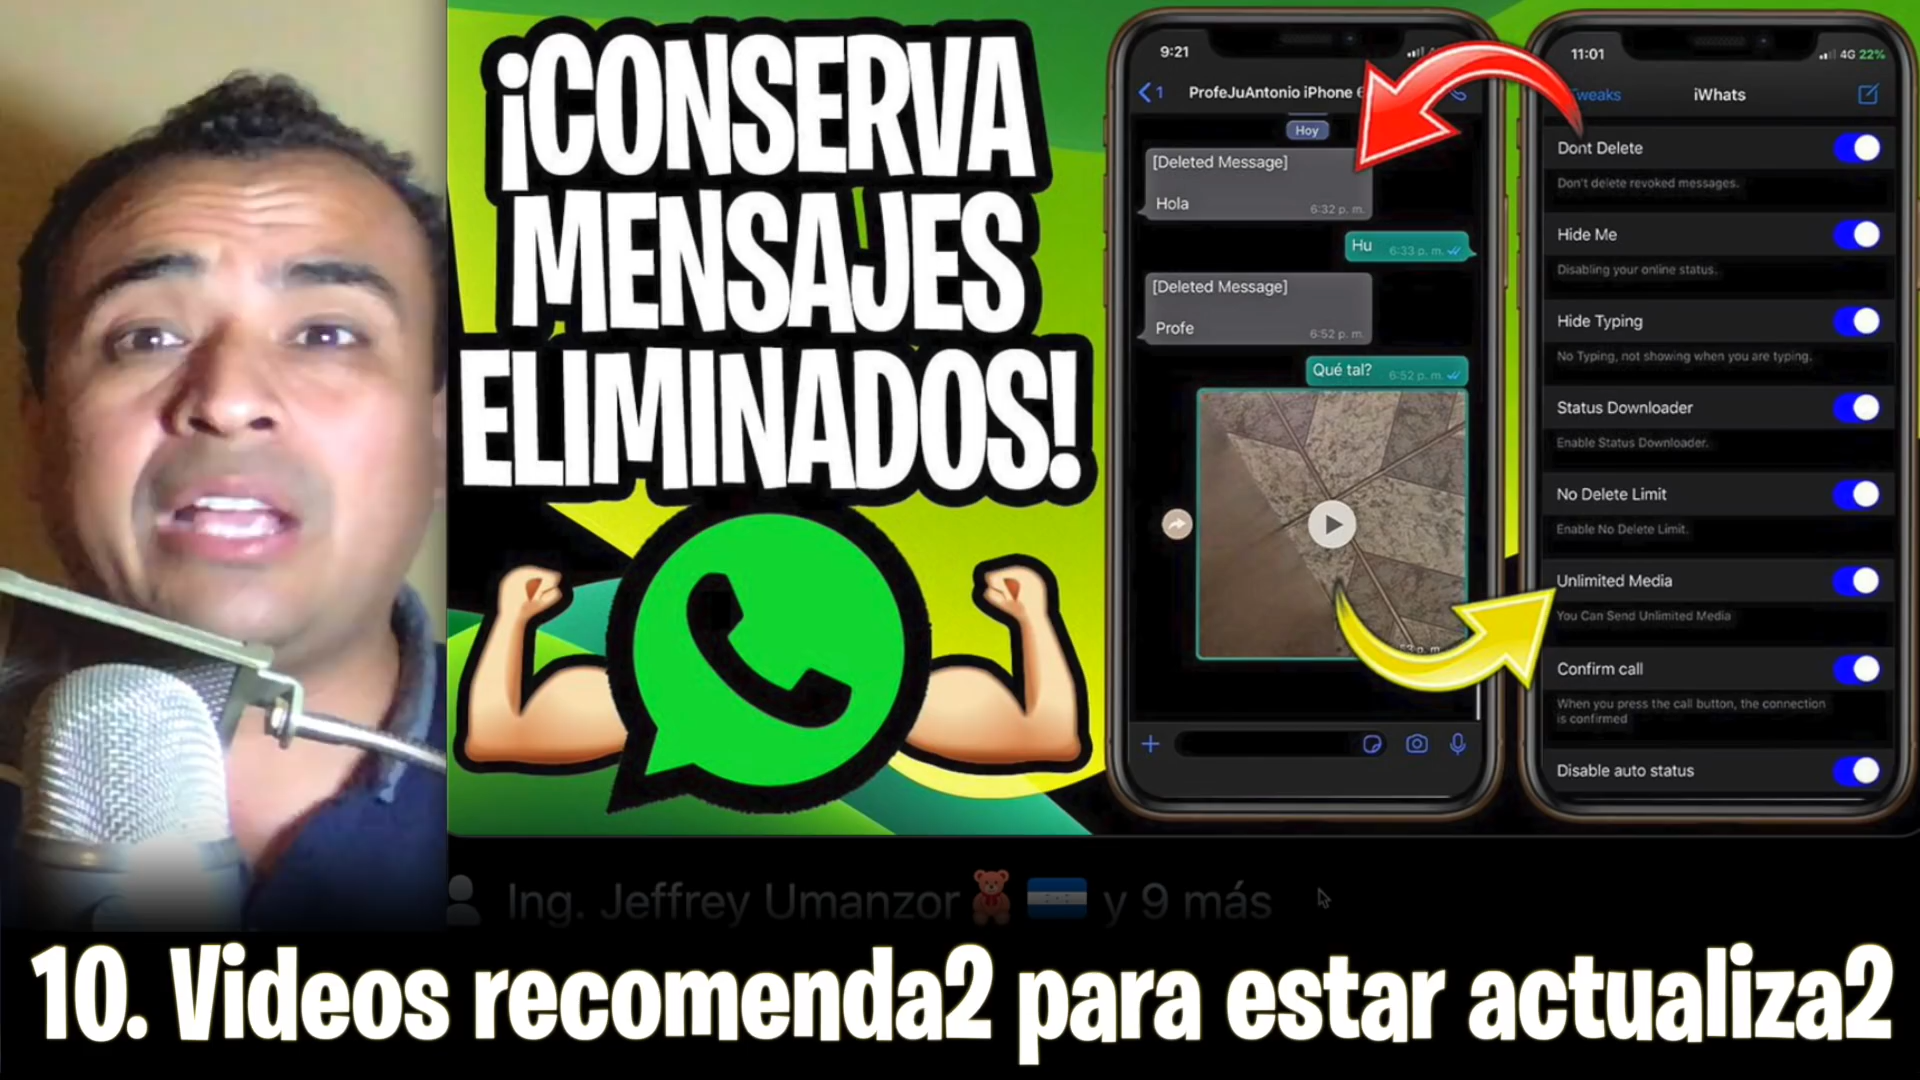 ¡CONSERVA
MENSAJES
ELIMINADOS!
9:21
1
ProfeJuAntonio iPhone
Hoy
[Deleted Message]
Hola
6:32 p. m.
Hu
6:33 p. m.
[Deleted Message]
Profe
6:52 p. m.
Qué tal?
6:52 p. m.
11:01
4G 22%
Tweaks
iWhats
Dont Delete
Don't delete revoked messages.
Hide Me
Disabling your online status.
Hide Typing
No Typing, not showing when you are typing.
Status Downloader
Enable Status Downloader.
No Delete Limit
Enable No Delete Limit.
Unlimited Media
You Can Send Unlimited Media
Confirm call
When you press the call button, the connection
is confirmed
Disable auto status
Ing. Jeffrey Umanzor y 9 más
10. Videos recomenda2 para estar actualiza2